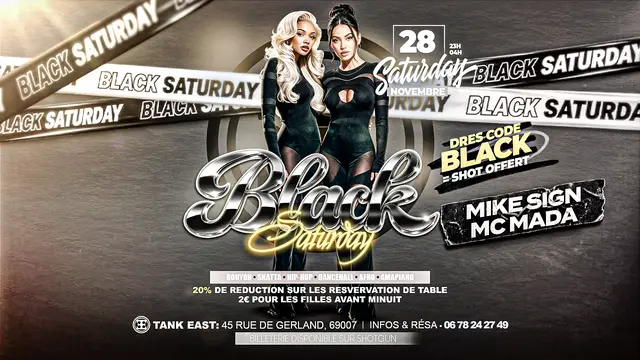 28
23H
04H
Saturday
NOVEMBRE
BLACK SATURDAY
BLACK SATURDAY
BLACK SATURDAY
BLACK SATURDAY
BLACK SATURDAY
DRES-CODE
BLACK
= SHOT OFFERT
Black
Saturday
MIKE SIGN
MC MADA
BOUYON • SHATTA • HIP-HOP • DANCEHALL • AFRO • AMAPIANO
20% DE REDUCTION SUR LES RESVERVATION DE TABLE
2€ POUR LES FILLES AVANT MINUIT
TANK EAST: 45 RUE DE GERLAND, 69007 | INFOS & RÉSA - 06 78 24 27 49
BILLETERIE DISPONIBLE SUR SHOTGUN